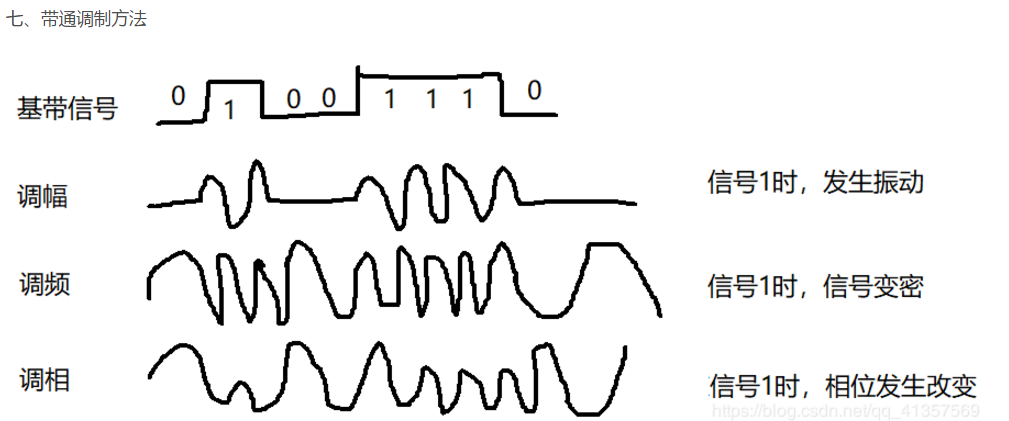 七、带通调制方法
基带信号
0 1 0 0 1 1 1 0
调幅
信号1时，发生振动
调频
信号1时，信号变密
调相
信号1时，相位发生改变
https://blog.csdn.net/qq_41357569